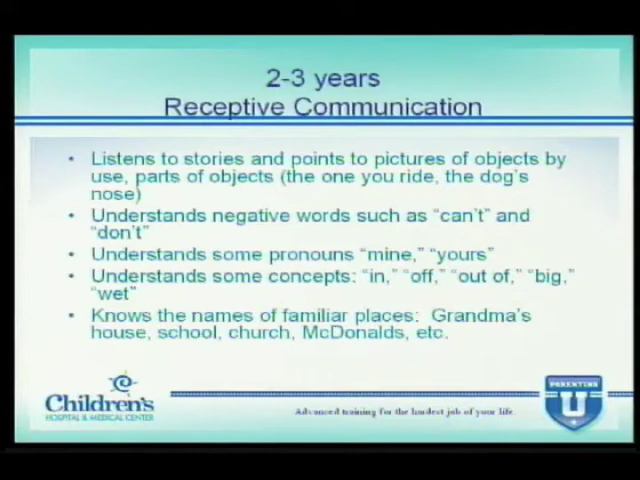 2-3 years
Receptive Communication
• Listens to stories and points to pictures of objects by
use, parts of objects (the one you ride, the dog's
nose)
• Understands negative words such as "can't" and
"don't"
• Understands some pronouns "mine," "yours"
• Understands some concepts: "in," "off," "out of," "big,"
"wet"
• Knows the names of familiar places: Grandma's
house, school, church, McDonalds, etc.
Children's
HOSPITAL & MEDICAL CENTER
Advanced training for the hardest job of your life.
PARENTING
U